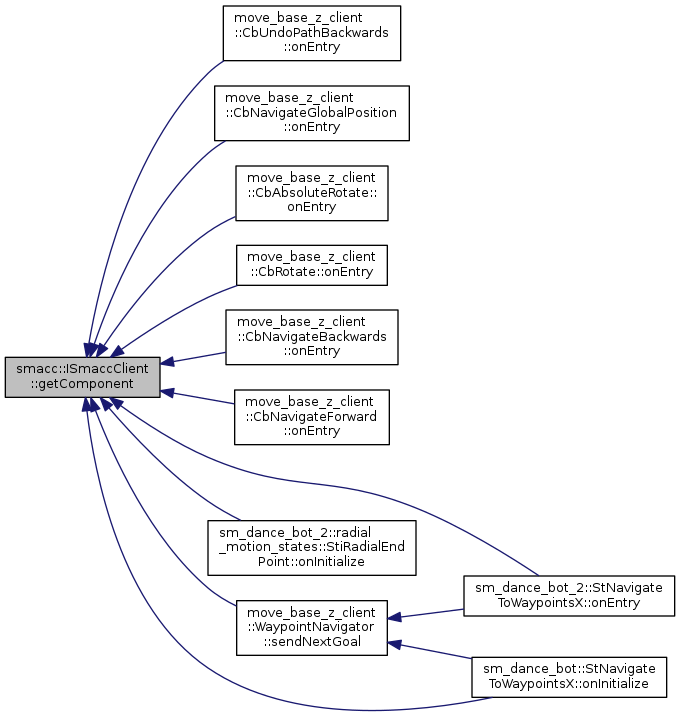 move_base_z_client
::CbUndoPathBackwards
::onEntry
move_base_z_client
::CbNavigateGlobalPosition
::onEntry
move_base_z_client
::CbAbsoluteRotate::
onEntry
move_base_z_client
::CbRotate::onEntry
move_base_z_client
::CbNavigateBackwards
::onEntry
smacc::ISmaccClient
::getComponent
move_base_z_client
::CbNavigateForward
::onEntry
sm_dance_bot_2::radial
_motion_states::StiRadialEnd
Point::onInitialize
sm_dance_bot_2::StNavigate
ToWaypointsX::onEntry
move_base_z_client
::WaypointNavigator
::sendNextGoal
sm_dance_bot::StNavigate
ToWaypointsX::onInitialize